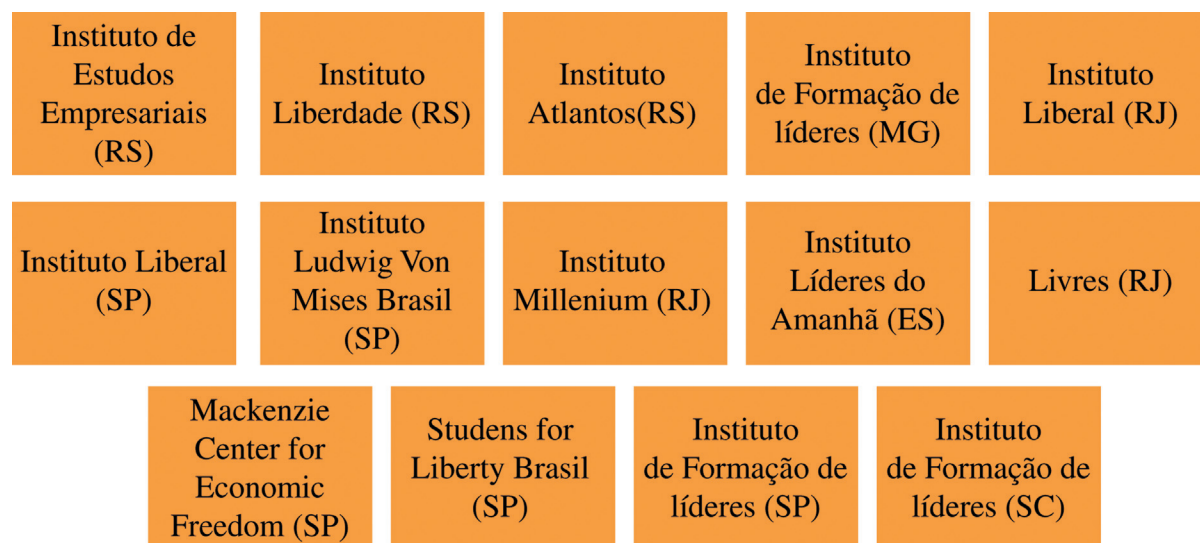 Instituto de
Estudos
Empresariais
(RS)
Instituto
Liberdade (RS)
Instituto
Atlantos(RS)
Instituto
de Formação de
líderes (MG)
Instituto
Liberal (RJ)
Instituto Liberal
(SP)
Instituto
Ludwig Von
Mises Brasil
(SP)
Instituto
Millenium (RJ)
Instituto
Líderes do
Amanhã (ES)
Livres (RJ)
Mackenzie
Center for
Economic
Freedom (SP)
Studens for
Liberty Brasil
(SP)
Instituto
de Formação de
líderes (SP)
Instituto
de Formação de
líderes (SC)